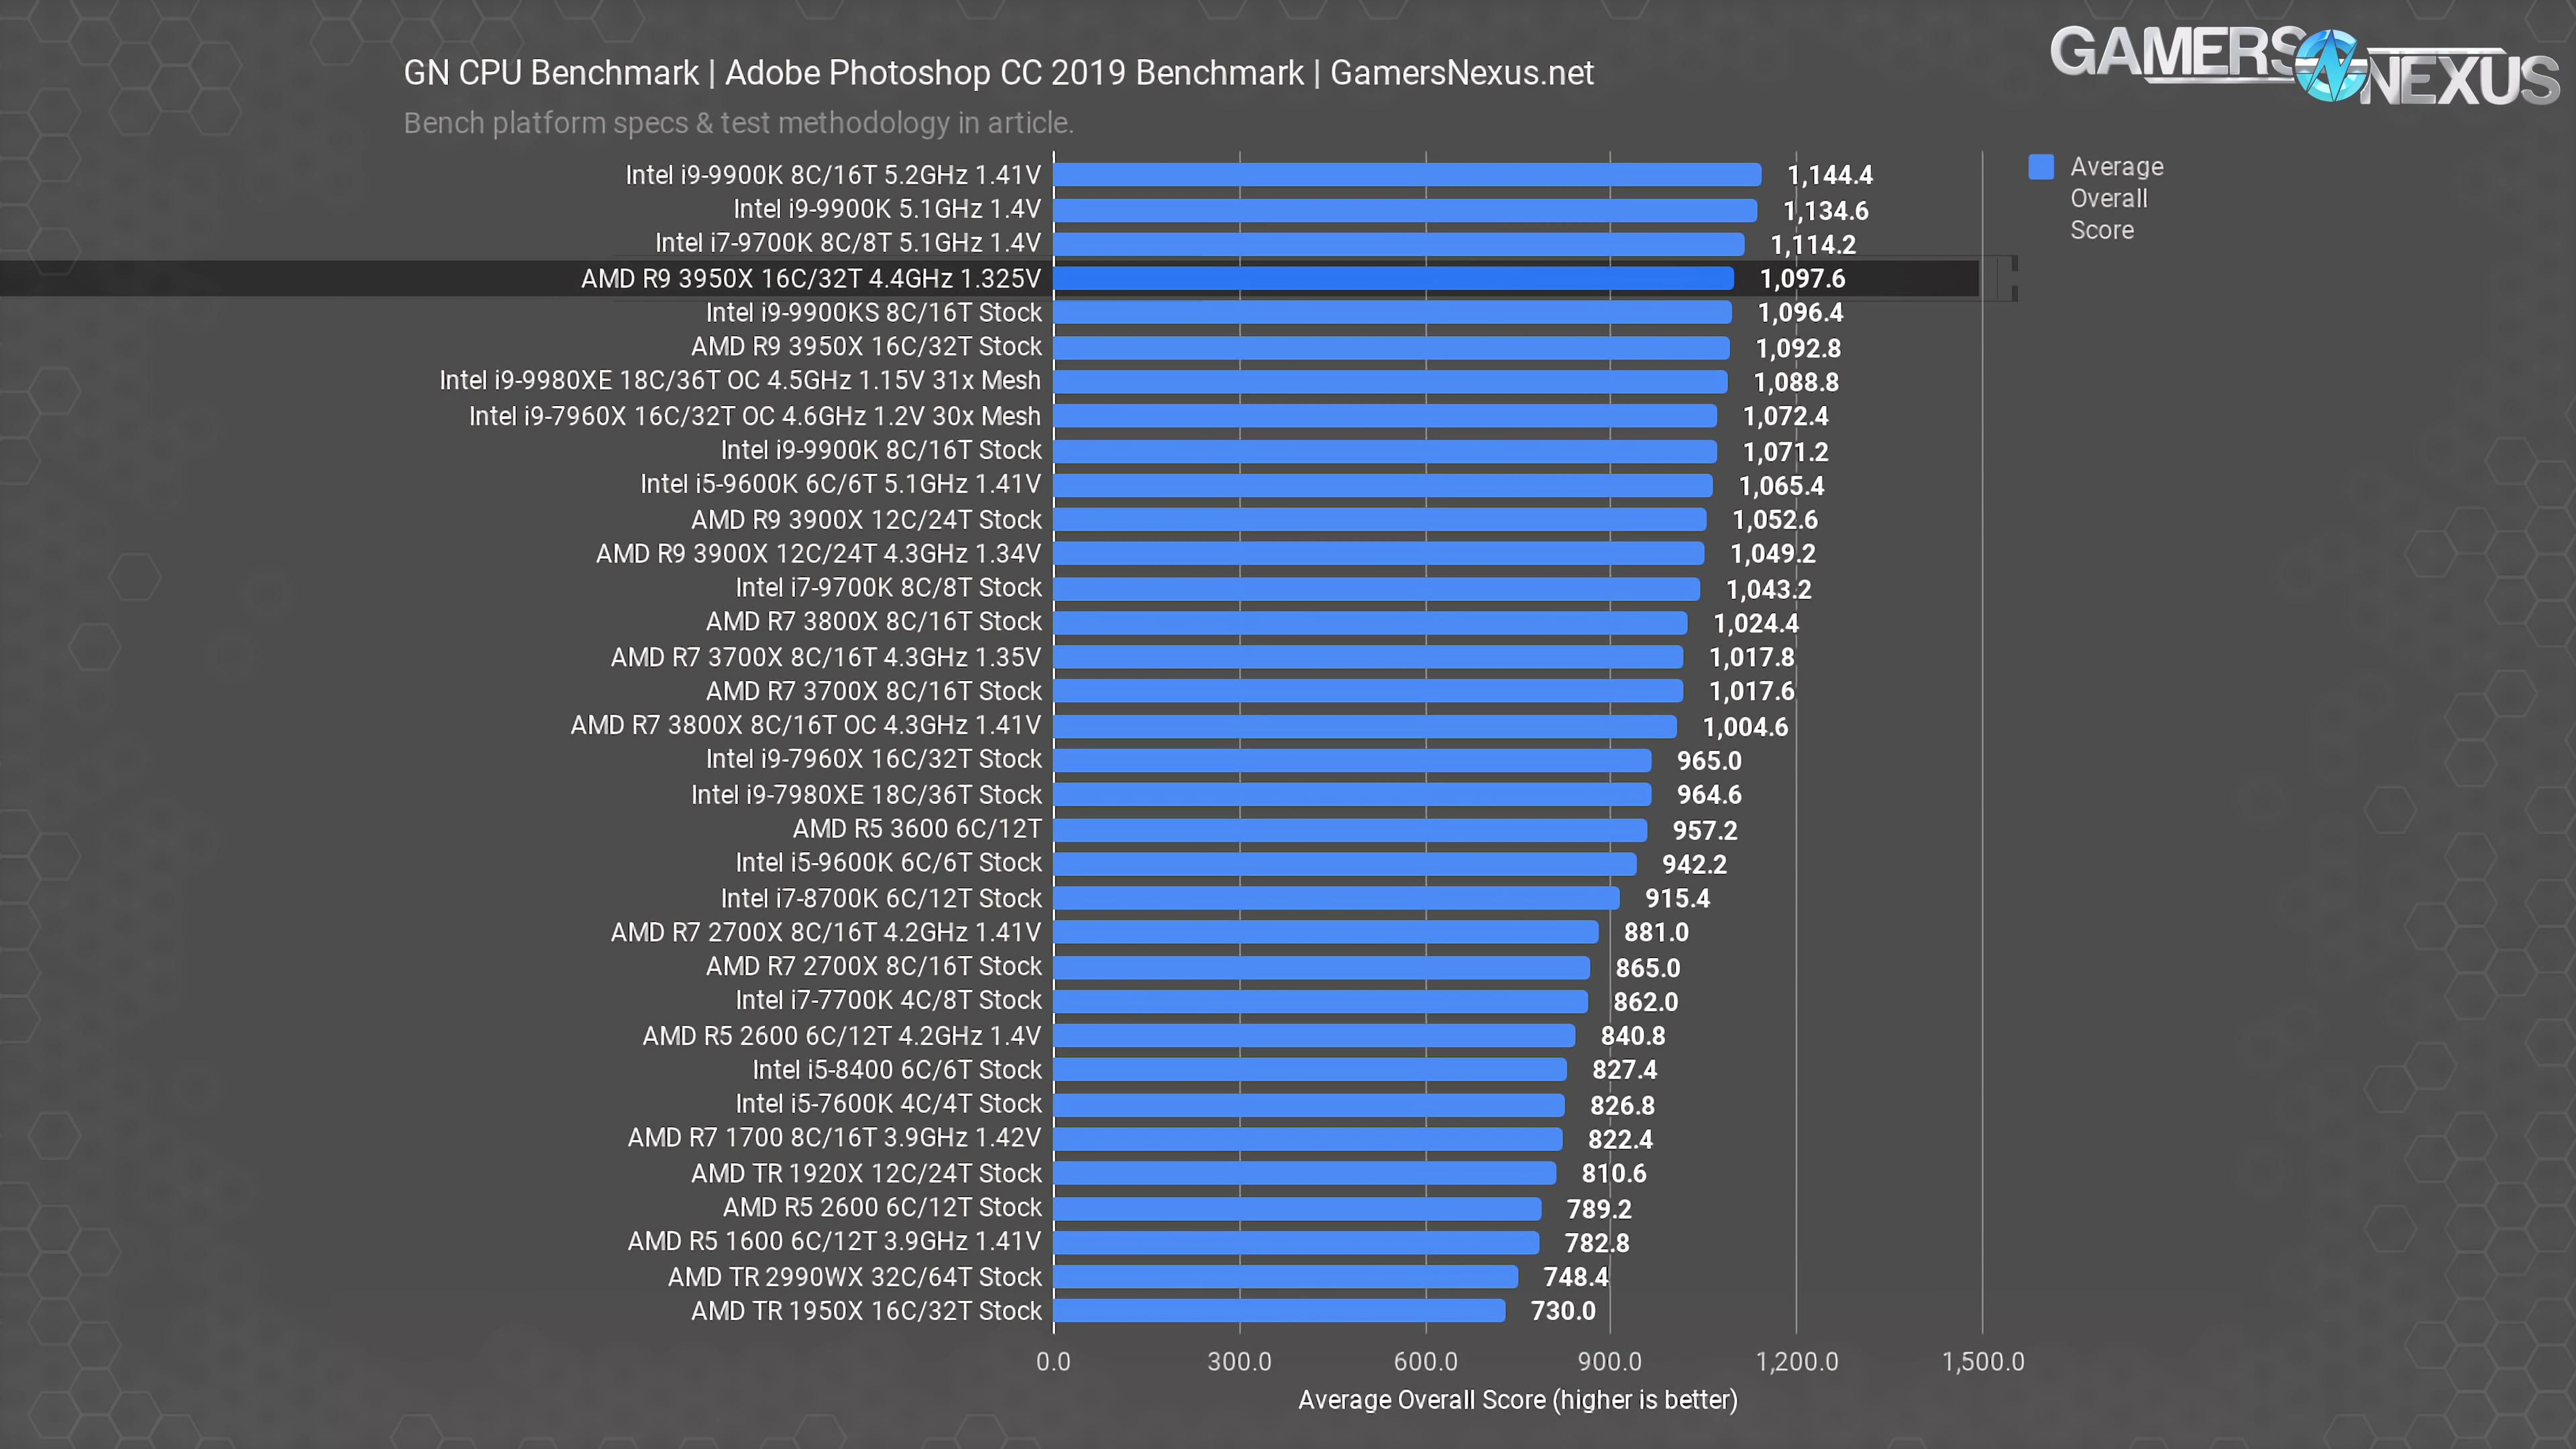 GAMERS NEXUS
GN CPU Benchmark | Adobe Photoshop CC 2019 Benchmark | GamersNexus.net
Bench platform specs & test methodology in article.
Average
Overall
Score
Intel i9-9900K 8C/16T 5.2GHz 1.41V 1,144.4
Intel i9-9900K 5.1GHz 1.4V 1,134.6
Intel i7-9700K 8C/8T 5.1GHz 1.4V 1,114.2
AMD R9 3950X 16C/32T 4.4GHz 1.325V 1,097.6
Intel i9-9900KS 8C/16T Stock 1,096.4
AMD R9 3950X 16C/32T Stock 1,092.8
Intel i9-9980XE 18C/36T OC 4.5GHz 1.15V 31x Mesh 1,088.8
Intel i9-7960X 16C/32T OC 4.6GHz 1.2V 30x Mesh 1,072.4
Intel i9-9900K 8C/16T Stock 1,071.2
Intel i5-9600K 6C/6T 5.1GHz 1.41V 1,065.4
AMD R9 3900X 12C/24T Stock 1,052.6
AMD R9 3900X 12C/24T 4.3GHz 1.34V 1,049.2
Intel i7-9700K 8C/8T Stock 1,043.2
AMD R7 3800X 8C/16T Stock 1,024.4
AMD R7 3700X 8C/16T 4.3GHz 1.35V 1,017.8
AMD R7 3700X 8C/16T Stock 1,017.6
AMD R7 3800X 8C/16T OC 4.3GHz 1.41V 1,004.6
Intel i9-7960X 16C/32T Stock 965.0
Intel i9-7980XE 18C/36T Stock 964.6
AMD R5 3600 6C/12T 957.2
Intel i5-9600K 6C/6T Stock 942.2
Intel i7-8700K 6C/12T Stock 915.4
AMD R7 2700X 8C/16T 4.2GHz 1.41V 881.0
AMD R7 2700X 8C/16T Stock 865.0
Intel i7-7700K 4C/8T Stock 862.0
AMD R5 2600 6C/12T 4.2GHz 1.4V 840.8
Intel i5-8400 6C/6T Stock 827.4
Intel i5-7600K 4C/4T Stock 826.8
AMD R7 1700 8C/16T 3.9GHz 1.42V 822.4
AMD TR 1920X 12C/24T Stock 810.6
AMD R5 2600 6C/12T Stock 789.2
AMD R5 1600 6C/12T 3.9GHz 1.41V 782.8
AMD TR 2990WX 32C/64T Stock 748.4
AMD TR 1950X 16C/32T Stock 730.0
0.0 300.0 600.0 900.0 1,200.0 1,500.0
Average Overall Score (higher is better)